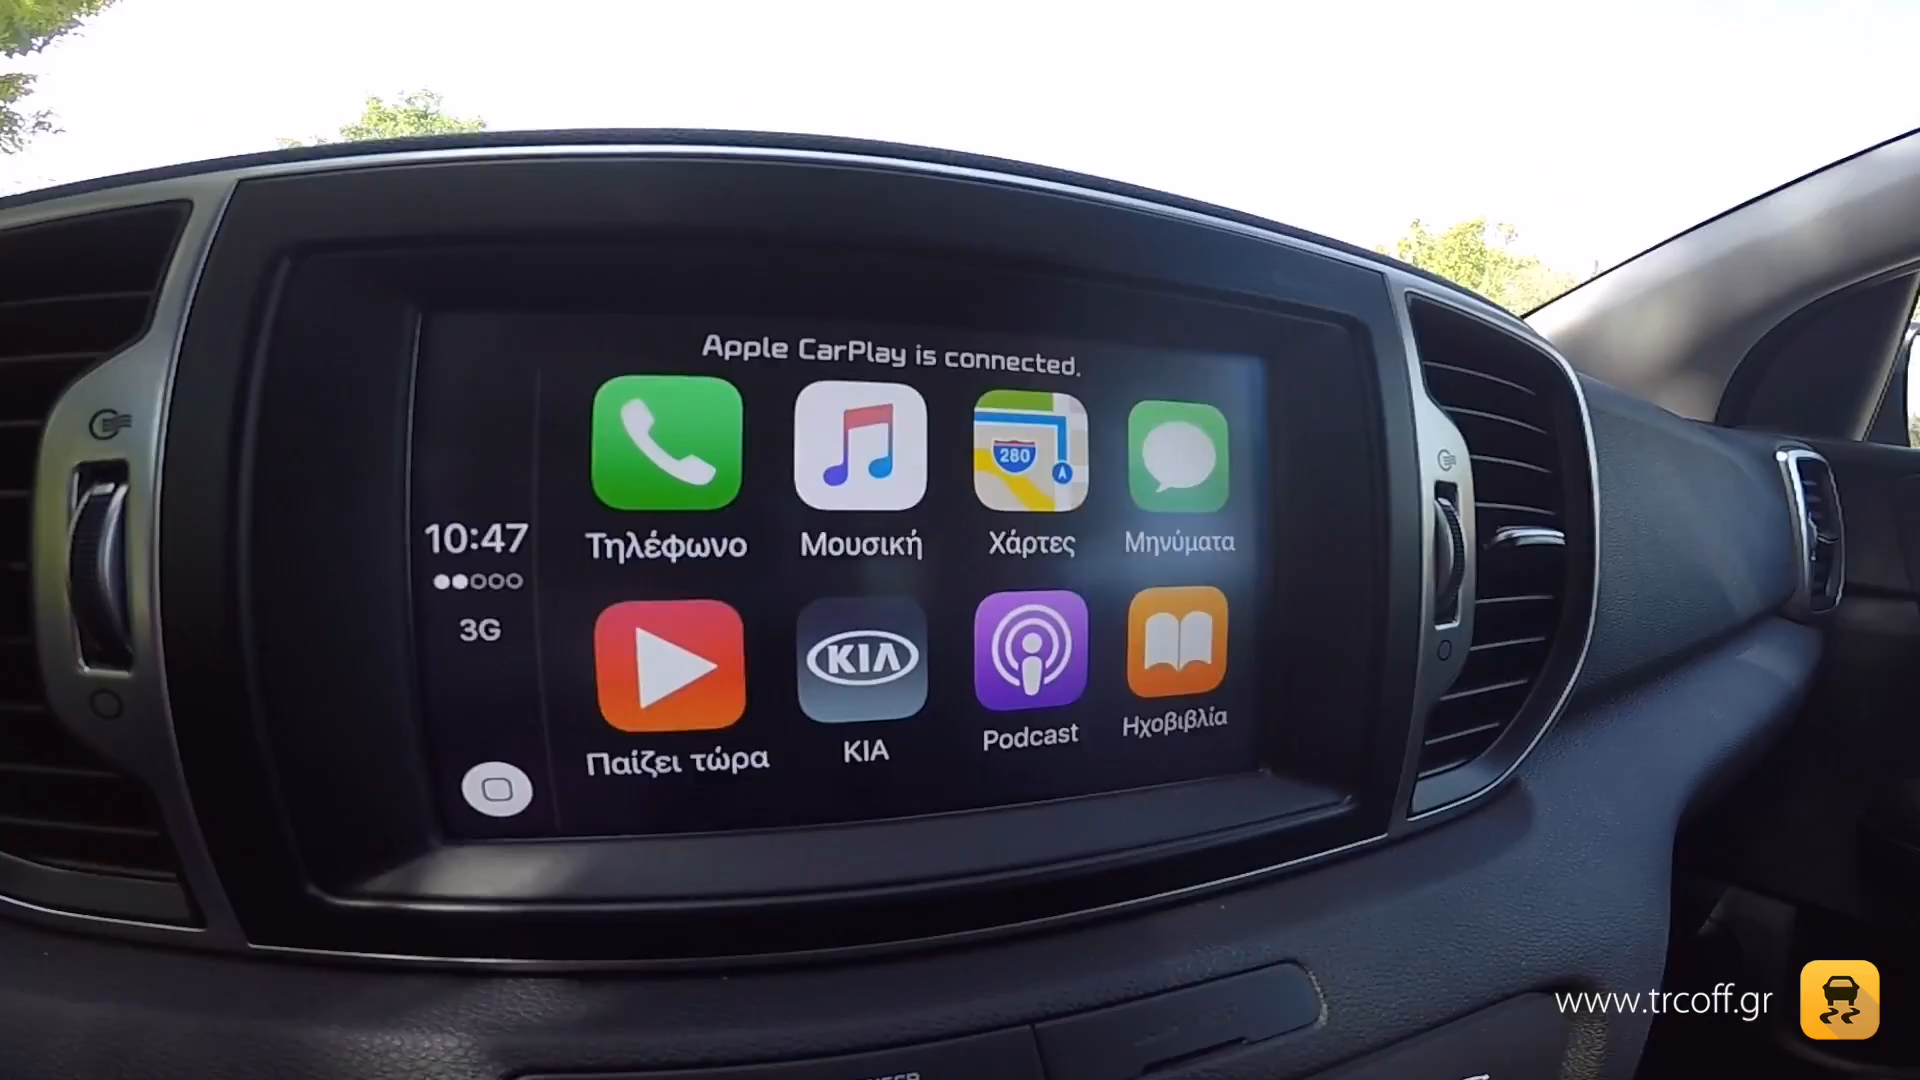 Apple CarPlay is connected.
280
A
10:47
3G
Τηλέφωνο
Μουσική
Χάρτες
Μηνύματα
KIA
Παίζει τώρα
KIA
Podcast
Ηχοβιβλία
www.trcoff.gr